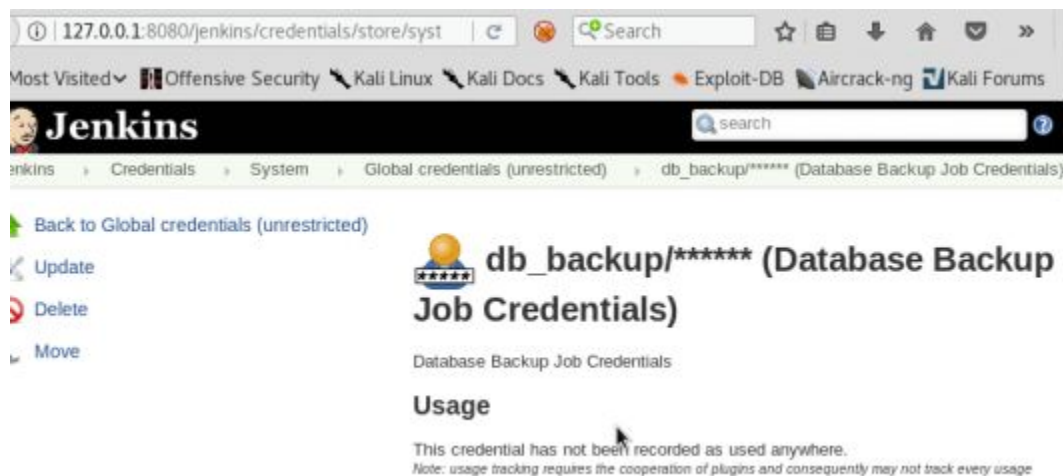 127.0.0.1:8080/jenkins/credentials/store/syst
Search
Most Visited Offensive Security Kali Linux Kali Docs Kali Tools Exploit-DB Aircrack-ng Kali Forums
Jenkins
search
enkins Credentials System Global credentials (unrestricted) db_backup/****** (Database Backup Job Credentials)
Back to Global credentials (unrestricted)
Update
Delete
Move
db_backup/****** (Database Backup
Job Credentials)
Database Backup Job Credentials
Usage
This credential has not been recorded as used anywhere.
Note: usage tracking requires the cooperation of plugins and consequently may not track every usage